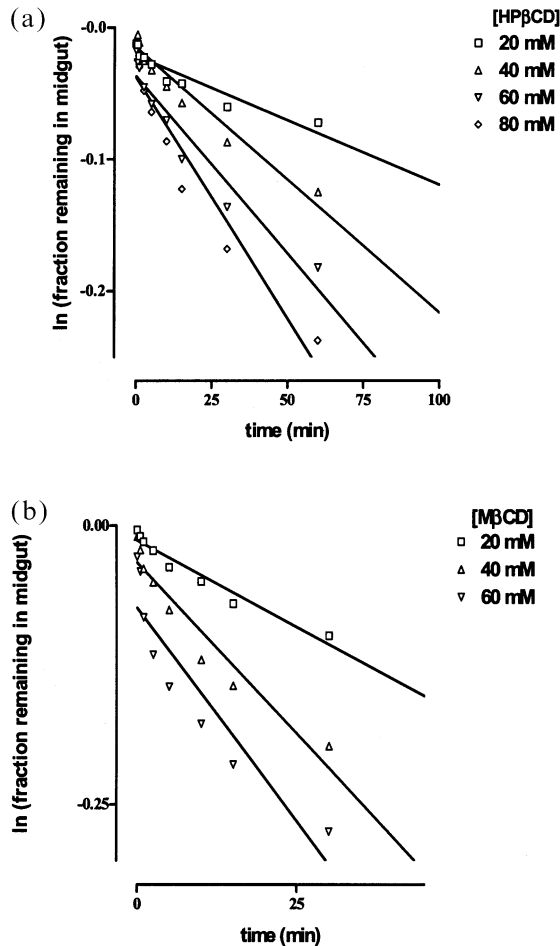 (a)
[HPβCD]
20 mM
40 mM
60 mM
80 mM
-0.0
-0.1
-0.2
ln (fraction remaining in midgut)
0 25 50 75 100
time (min)
(b)
[MβCD]
20 mM
40 mM
60 mM
0.00
-0.25
ln (fraction remaining in midgut)
0 25
time (min)